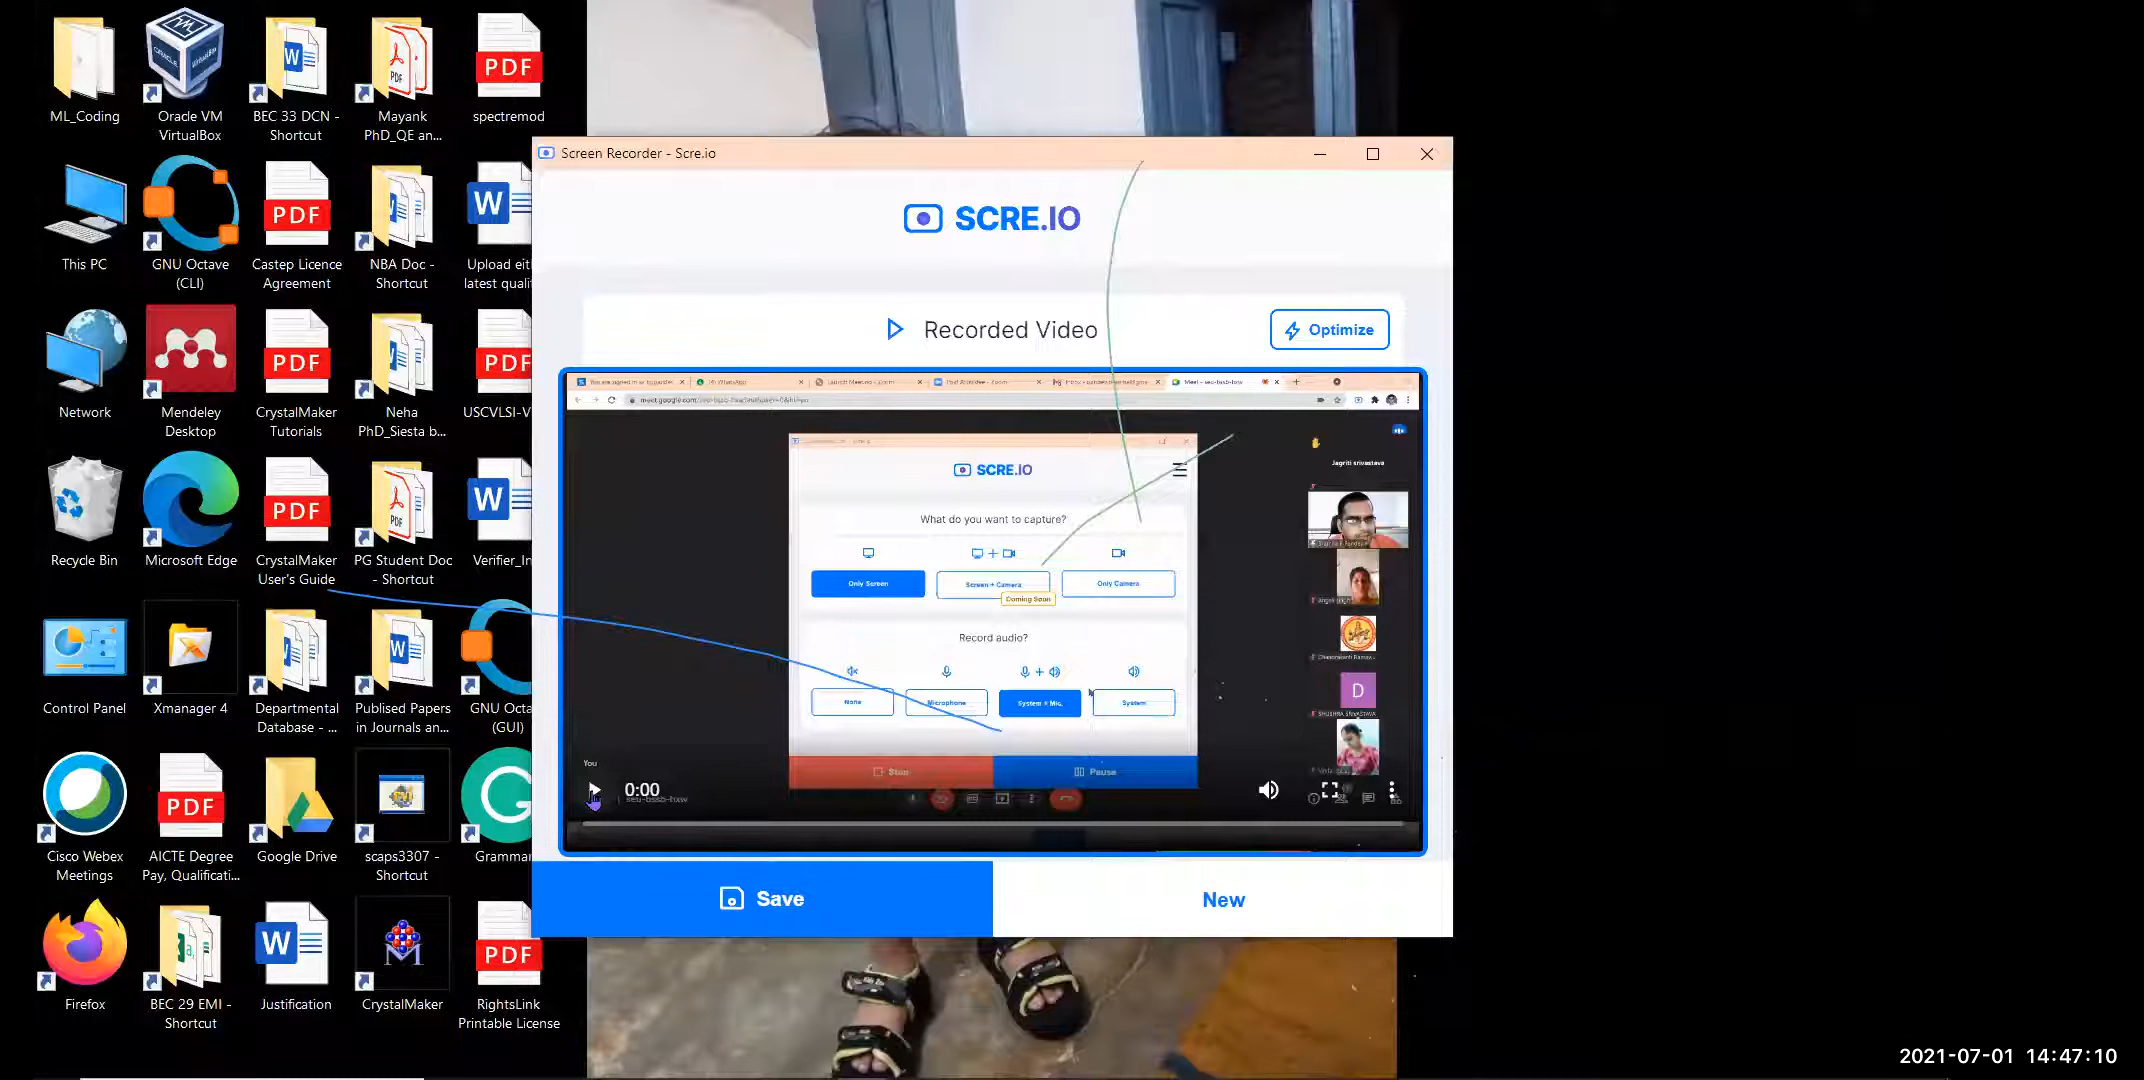 ML_Coding
Oracle VM
VirtualBox
BEC 33 DCN -
Shortcut
Mayank
PhD_QE an...
PDF
spectremod
This PC
GNU Octave
(CLI)
PDF
Castep Licence
Agreement
NBA Doc -
Shortcut
Upload eit
latest quali
Network
Mendeley
Desktop
PDF
CrystalMaker
Tutorials
Neha
PhD_Siesta b...
PDF
USCVLSI-V
Recycle Bin
Microsoft Edge
PDF
CrystalMaker
User's Guide
PG Student Doc
- Shortcut
Verifier_In
Control Panel
Xmanager 4
Departmental
Database - ...
Publised Papers
in Journals an...
GNU Octa
(GUI)
Cisco Webex
Meetings
PDF
AICTE Degree
Pay, Qualificati...
Google Drive
scaps3307 -
Shortcut
Gramma
Firefox
BEC 29 EMI -
Shortcut
Justification
CrystalMaker
PDF
RightsLink
Printable License
Screen Recorder - Scre.io
SCRE.IO
Recorded Video
Optimize
SCRE.IO
What do you want to capture?
Only Screen
Screen + Camera
Only Camera
Coming Soon
Record audio?
None
Microphone
System + Mic.
System
Stop
Pause
Jagriti srivastava
D
SHUSHRA SRIVASTAVA
You
0:00
Save
New
2021-07-01 14:47:10